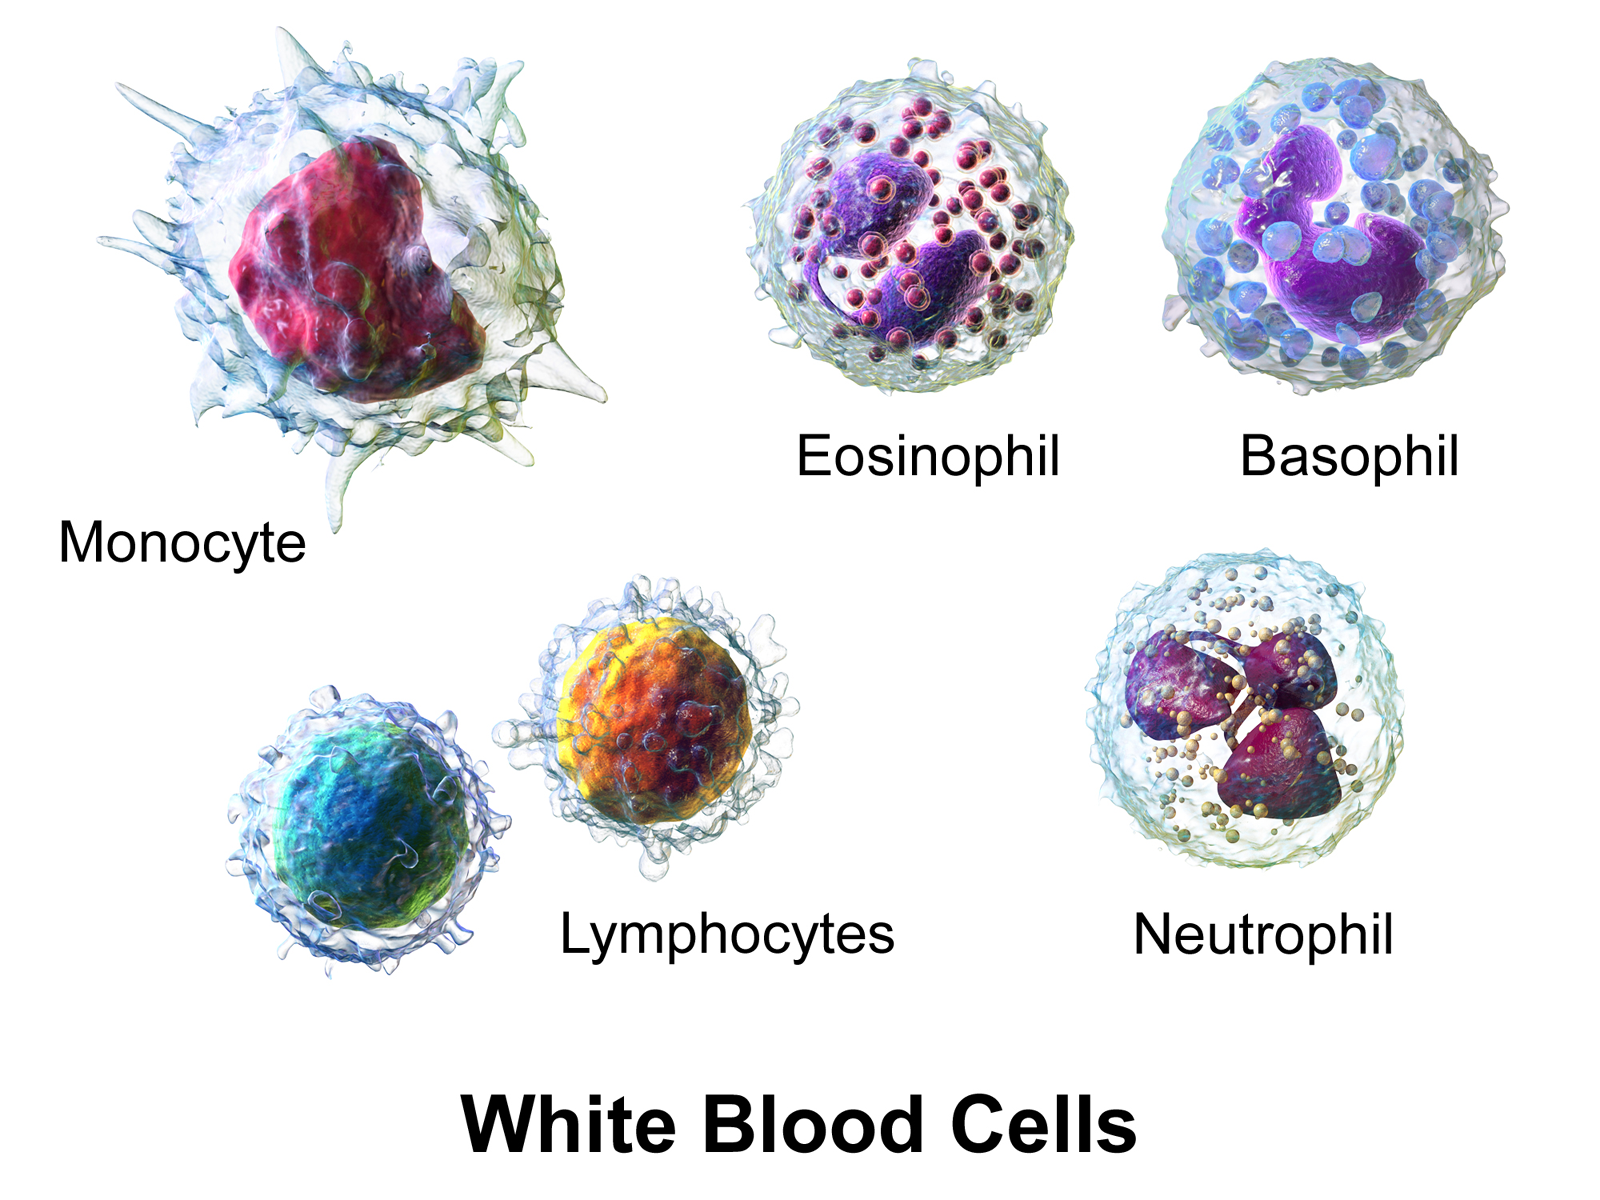 Eosinophil
Basophil
Monocyte
Lymphocytes
Neutrophil
White Blood Cells